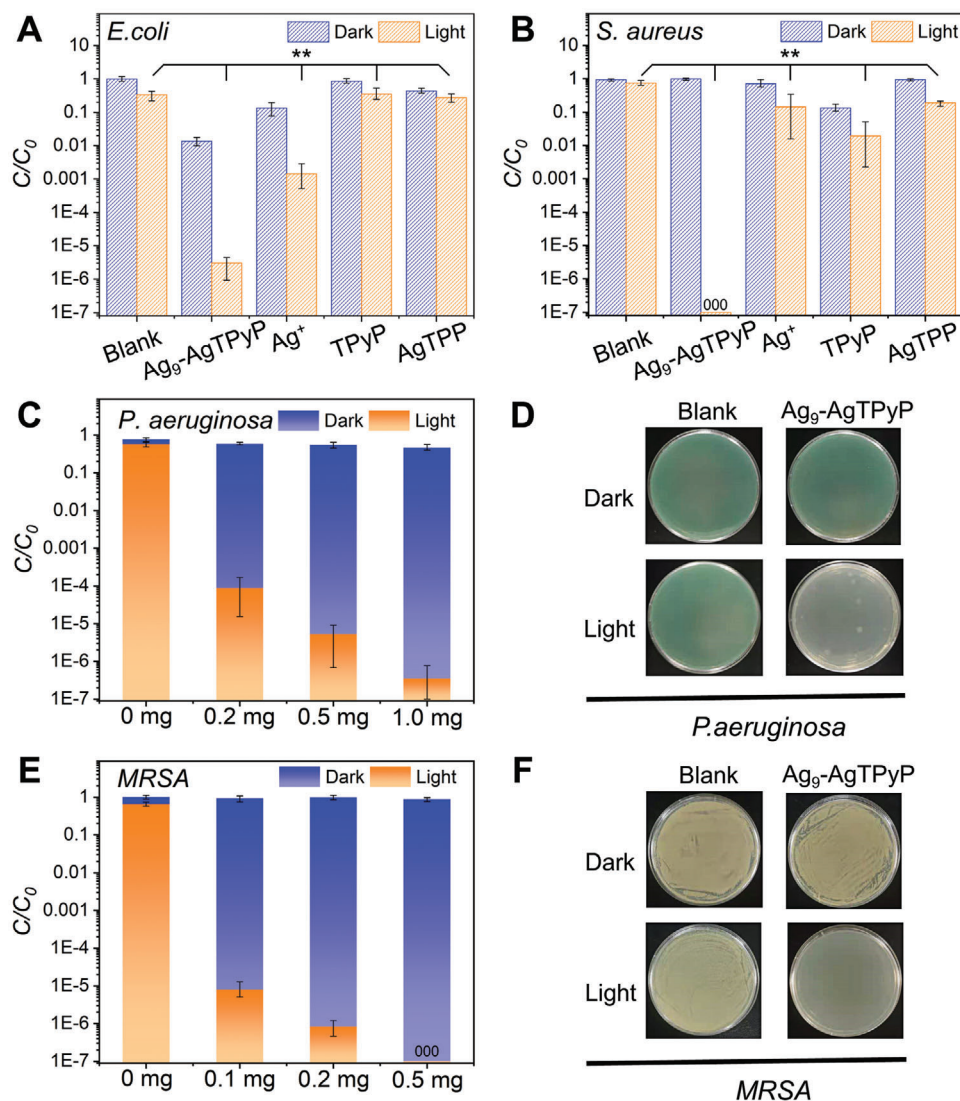 A
E.coli
Dark Light
**
10
1
0.1
0.01
0.001
1E-4
1E-5
1E-6
1E-7
C/C₀
Blank
Ag₉-AgTPyP
Ag⁺
TPyP
AgTPP
B
S. aureus
Dark Light
**
10
1
0.1
0.01
0.001
1E-4
1E-5
1E-6
1E-7
C/C₀
000
Blank
Ag₉-AgTPyP
Ag⁺
TPyP
AgTPP
C
P. aeruginosa
Dark Light
1
0.1
0.01
0.001
1E-4
1E-5
1E-6
1E-7
C/C₀
0 mg 0.2 mg 0.5 mg 1.0 mg
D
Blank Ag₉-AgTPyP
Dark
Light
P.aeruginosa
E
MRSA
Dark Light
1
0.1
0.01
0.001
1E-4
1E-5
1E-6
1E-7
C/C₀
000
0 mg 0.1 mg 0.2 mg 0.5 mg
F
Blank Ag₉-AgTPyP
Dark
Light
MRSA